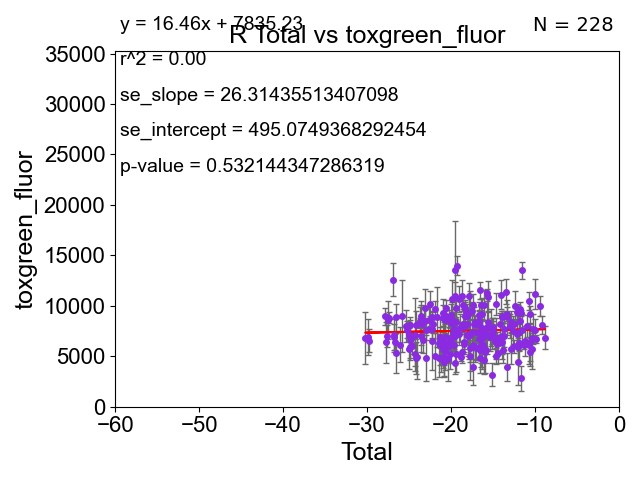 y = 16.46x + 7835.23
N = 228
R Total vs toxgreen_fluor
r^2 = 0.00
se_slope = 26.31435513407098
se_intercept = 495.0749368292454
p-value = 0.532144347286319
35000
30000
25000
20000
15000
10000
5000
0
toxgreen_fluor
−60
−50
−40
−30
−20
−10
0
Total